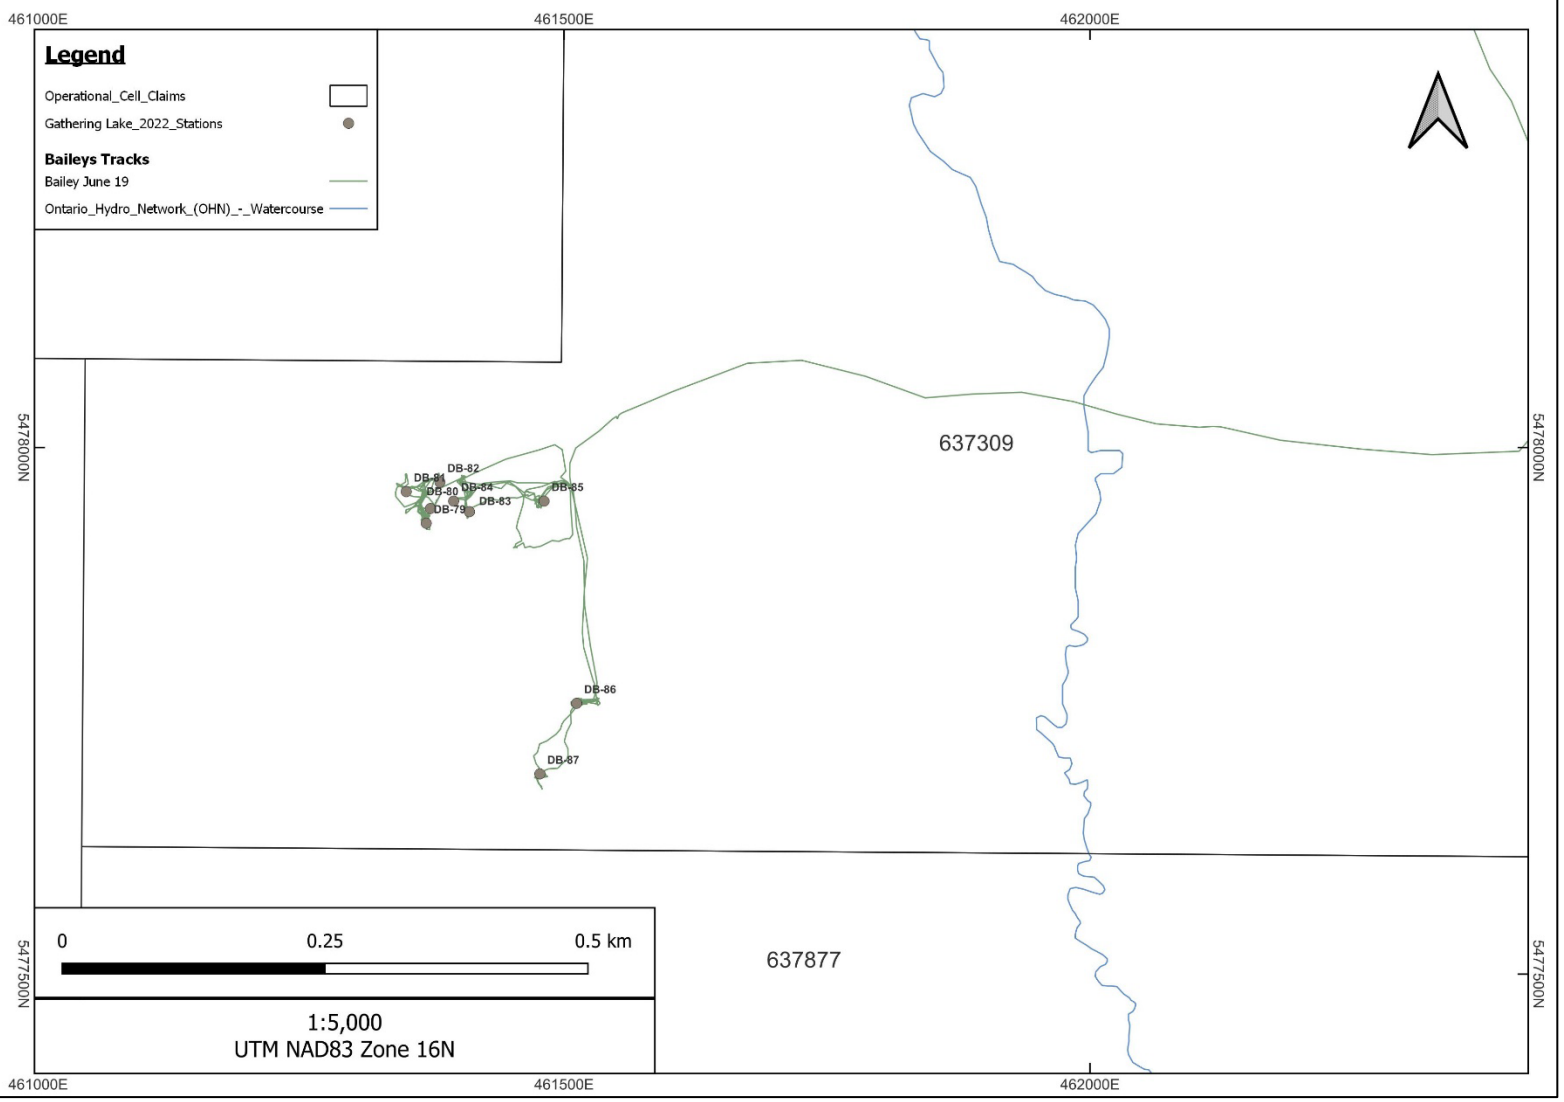 461000E 461500E 462000E
Legend
Operational_Cell_Claims
Gathering Lake_2022_Stations
Baileys Tracks
Bailey June 19
Ontario_Hydro_Network_(OHN)_-_Watercourse
5478000N
637309
5478000N
DB-82
DB-81
DB-80
DB-84
DB-85
DB-83
DB-79
DB-86
DB-87
0 0.25 0.5 km
5477500N
637877
5477500N
1:5,000
UTM NAD83 Zone 16N
461000E 461500E 462000E